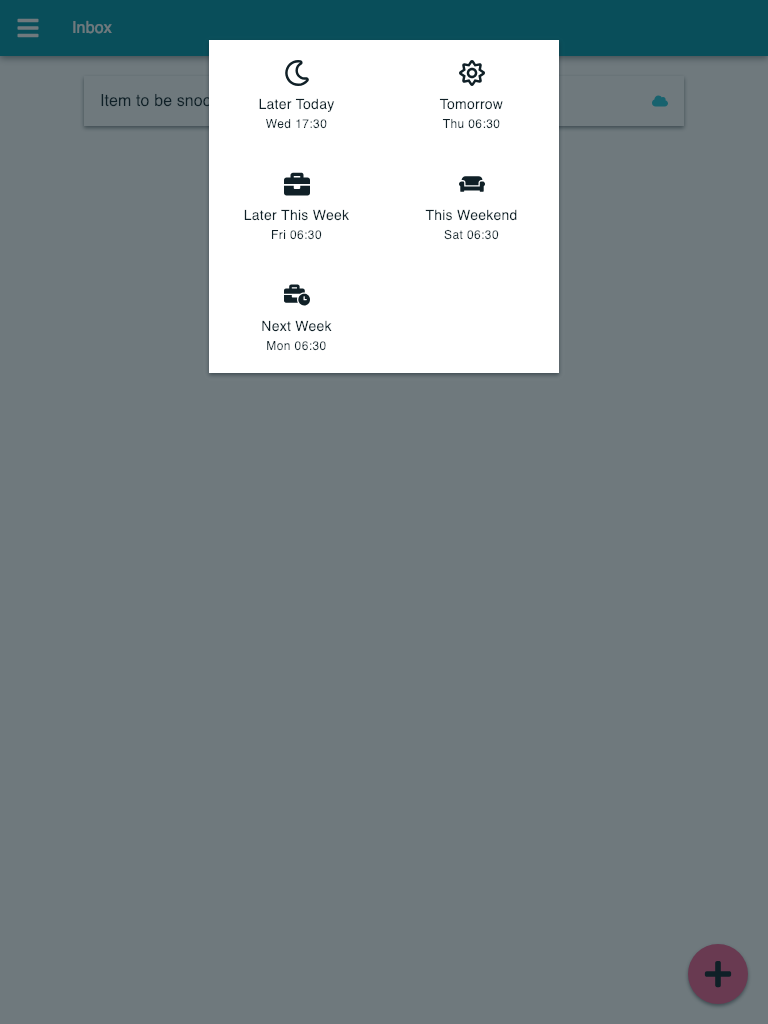 Inbox
Item to be
Later Today
Wed 17:30
Tomorrow
Thu 06:30
Later This Week
Fri 06:30
This Weekend
Sat 06:30
Next Week
Mon 06:30